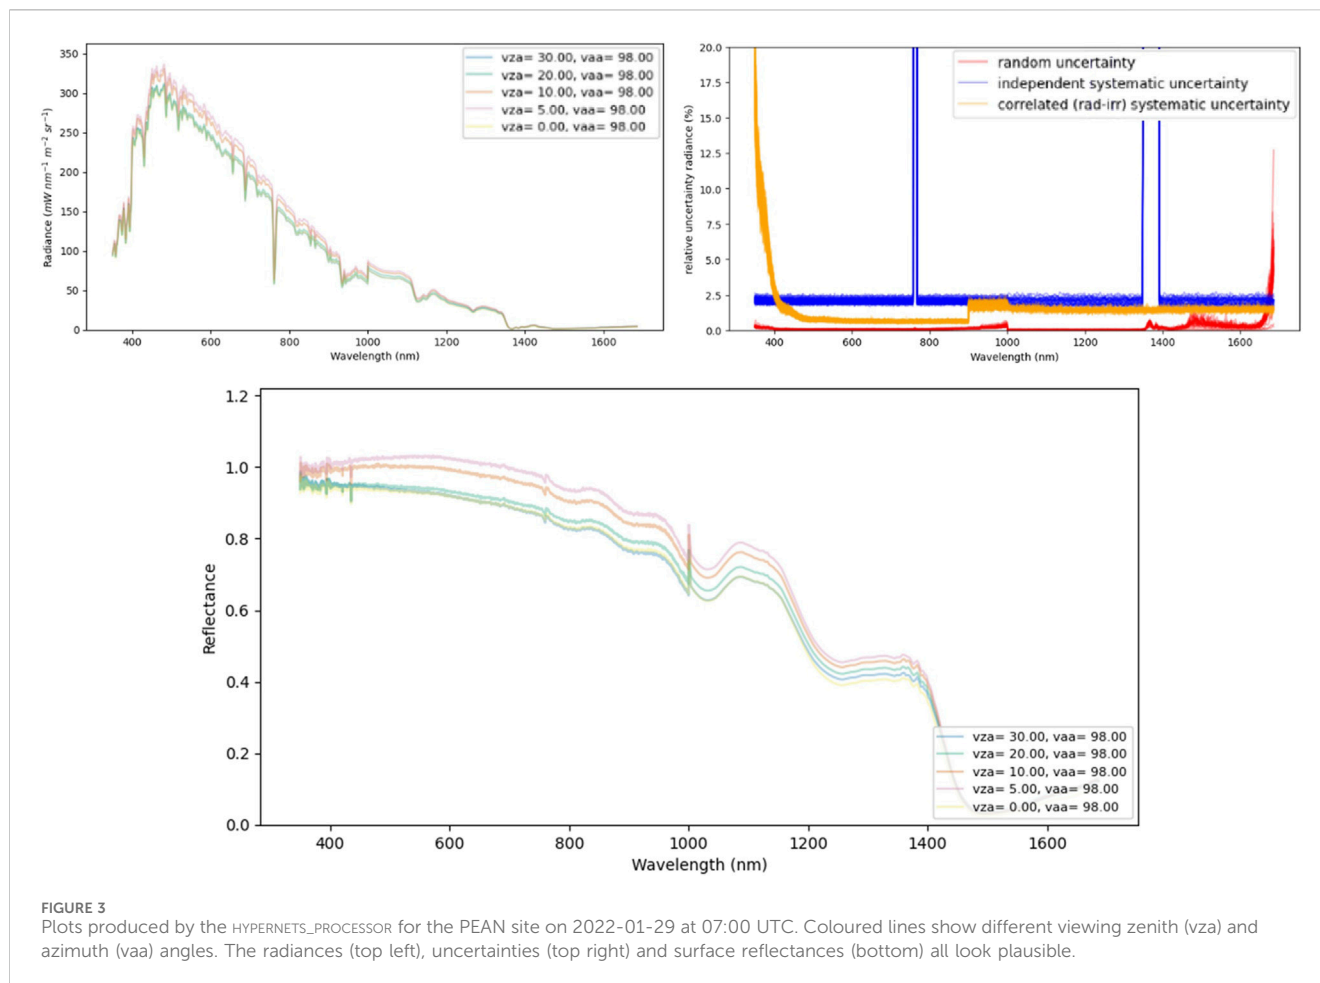 350
300
250
200
150
100
50
0
Radiance (mW nm⁻¹ m⁻² sr⁻¹)
400 600 800 1000 1200 1400 1600
Wavelength (nm)
vza= 30.00, vaa= 98.00
vza= 20.00, vaa= 98.00
vza= 10.00, vaa= 98.00
vza= 5.00, vaa= 98.00
vza= 0.00, vaa= 98.00
20.0
17.5
15.0
12.5
10.0
7.5
5.0
2.5
0.0
relative uncertainty radiance (%)
400 600 800 1000 1200 1400 1600
Wavelength (nm)
random uncertainty
independent systematic uncertainty
correlated (rad-irr) systematic uncertainty
1.2
1.0
0.8
0.6
0.4
0.2
0.0
Reflectance
400 600 800 1000 1200 1400 1600
Wavelength (nm)
vza= 30.00, vaa= 98.00
vza= 20.00, vaa= 98.00
vza= 10.00, vaa= 98.00
vza= 5.00, vaa= 98.00
vza= 0.00, vaa= 98.00
FIGURE 3
Plots produced by the HYPERNETS_PROCESSOR for the PEAN site on 2022-01-29 at 07:00 UTC. Coloured lines show different viewing zenith (vza) and
azimuth (vaa) angles. The radiances (top left), uncertainties (top right) and surface reflectances (bottom) all look plausible.